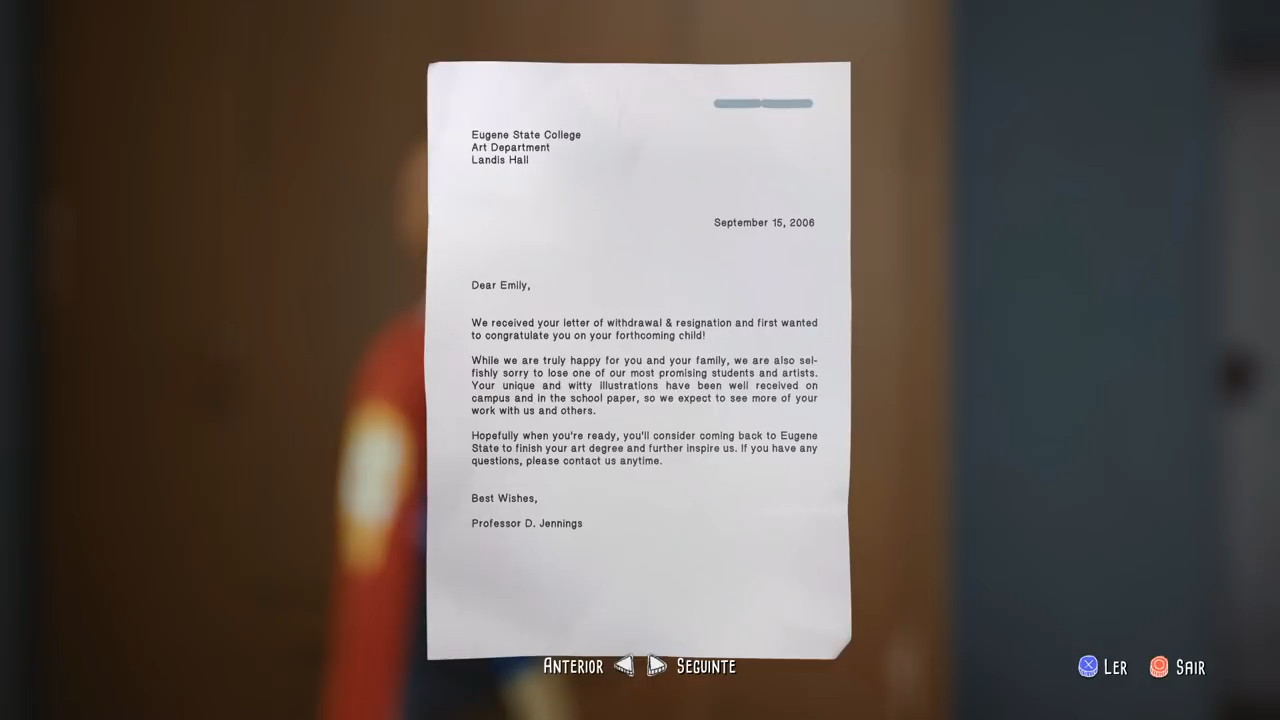 Eugene State College
Art Department
Landis Hall
September 15, 2006
Dear Emily,
We received your letter of withdrawal & resignation and first wanted
to congratulate you on your forthcoming child!
While we are truly happy for you and your family, we are also sel-
fishly sorry to lose one of our most promising students and artists.
Your unique and witty illustrations have been well received on
campus and in the school paper, so we expect to see more of your
work with us and others.
Hopefully when you're ready, you'll consider coming back to Eugene
State to finish your art degree and further inspire us. If you have any
questions, please contact us anytime.
Best Wishes,
Professor D. Jennings
ANTERIOR SEGUINTE
LER SAIR